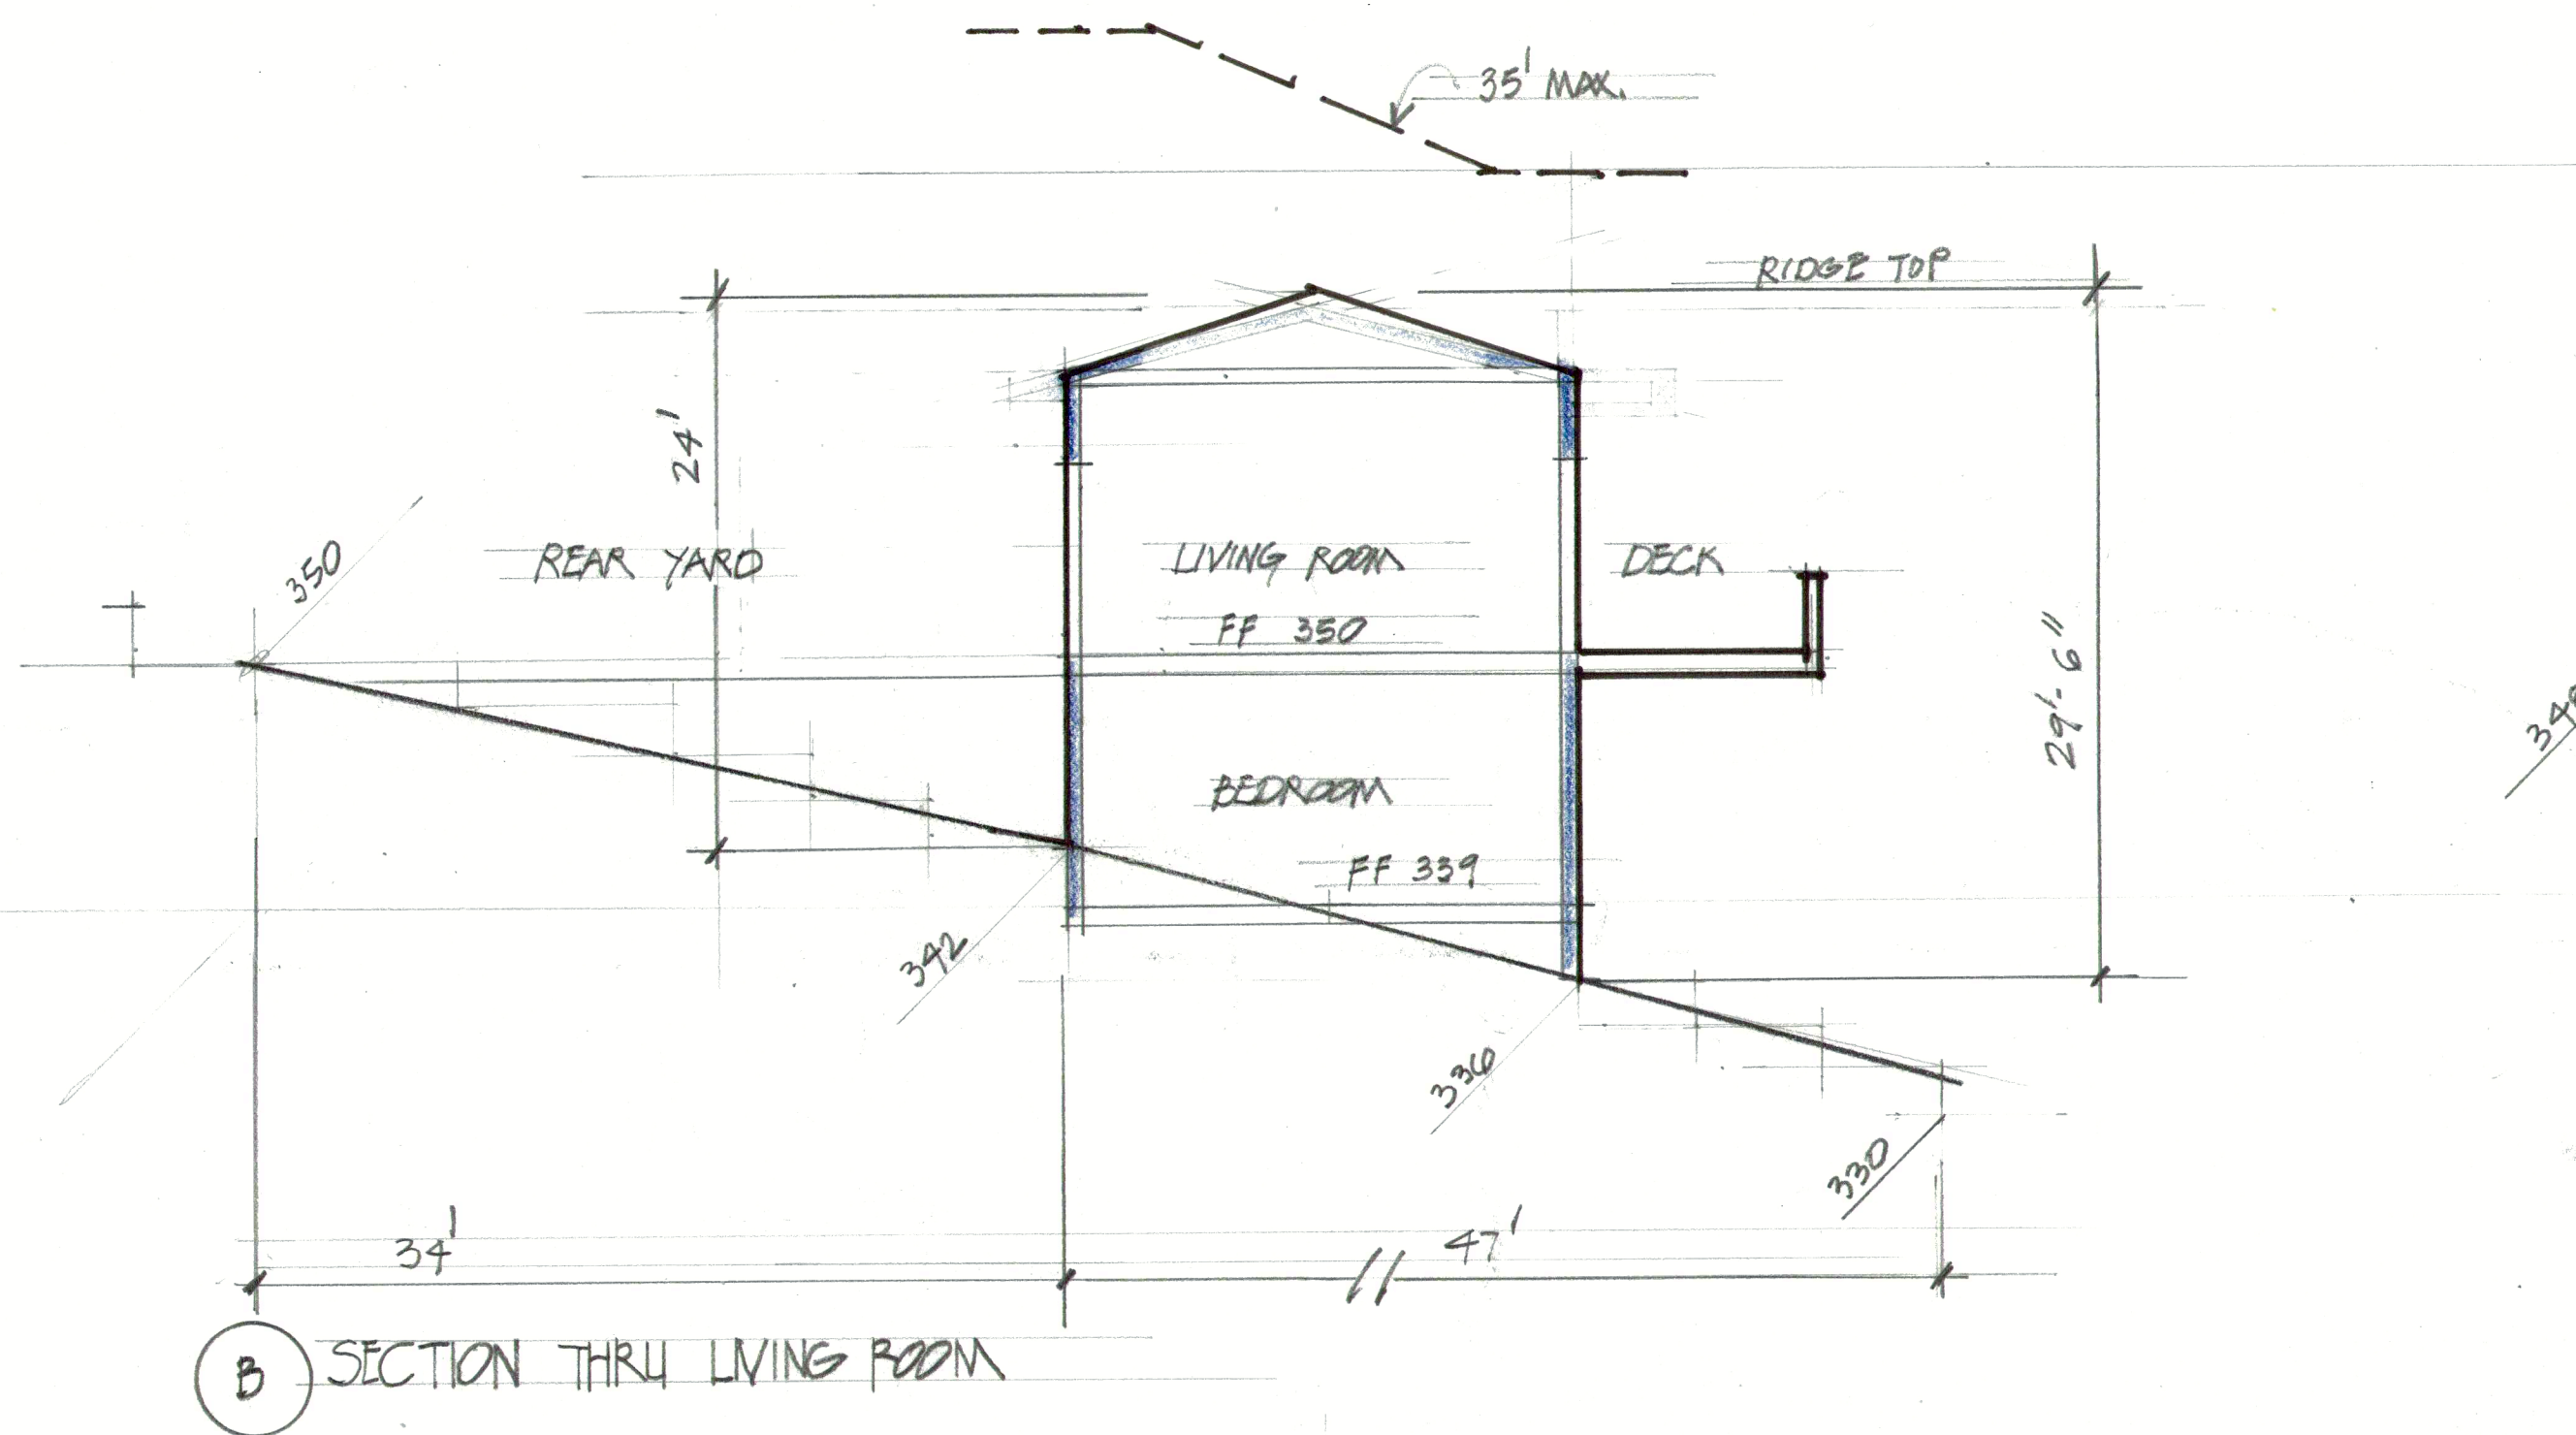 35' MAX.
RIDGE TOP
24'
350
REAR YARD
LIVING ROOM
DECK
FF 350
29'-6"
BEDROOM
FF 339
342
336
330
34'
47'
B SECTION THRU LIVING ROOM